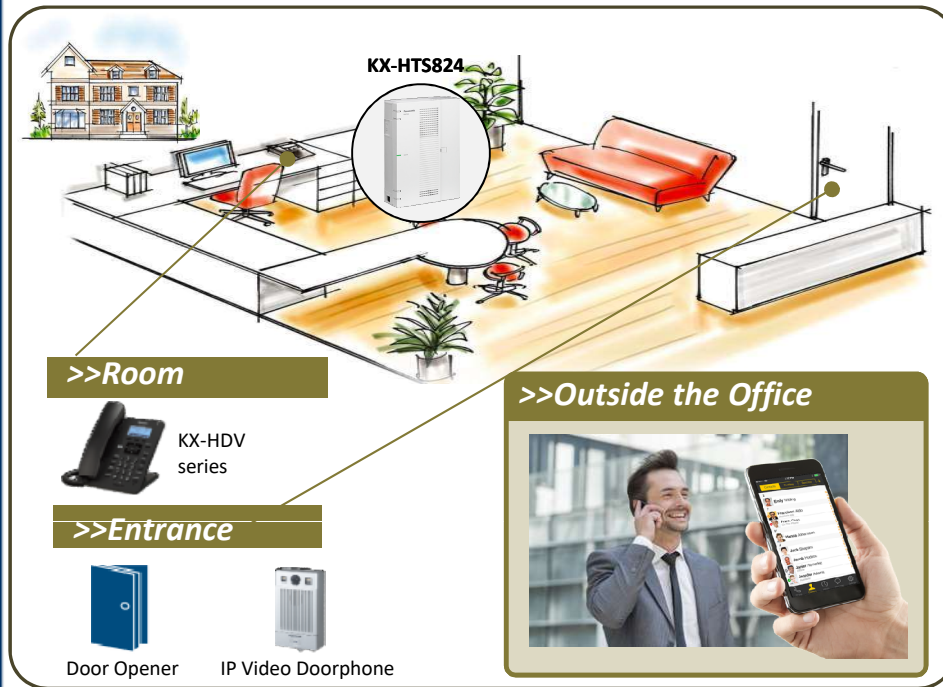 KX-HTS824
>>Room
KX-HDV
series
>>Entrance
Door Opener
IP Video Doorphone
>>Outside the Office